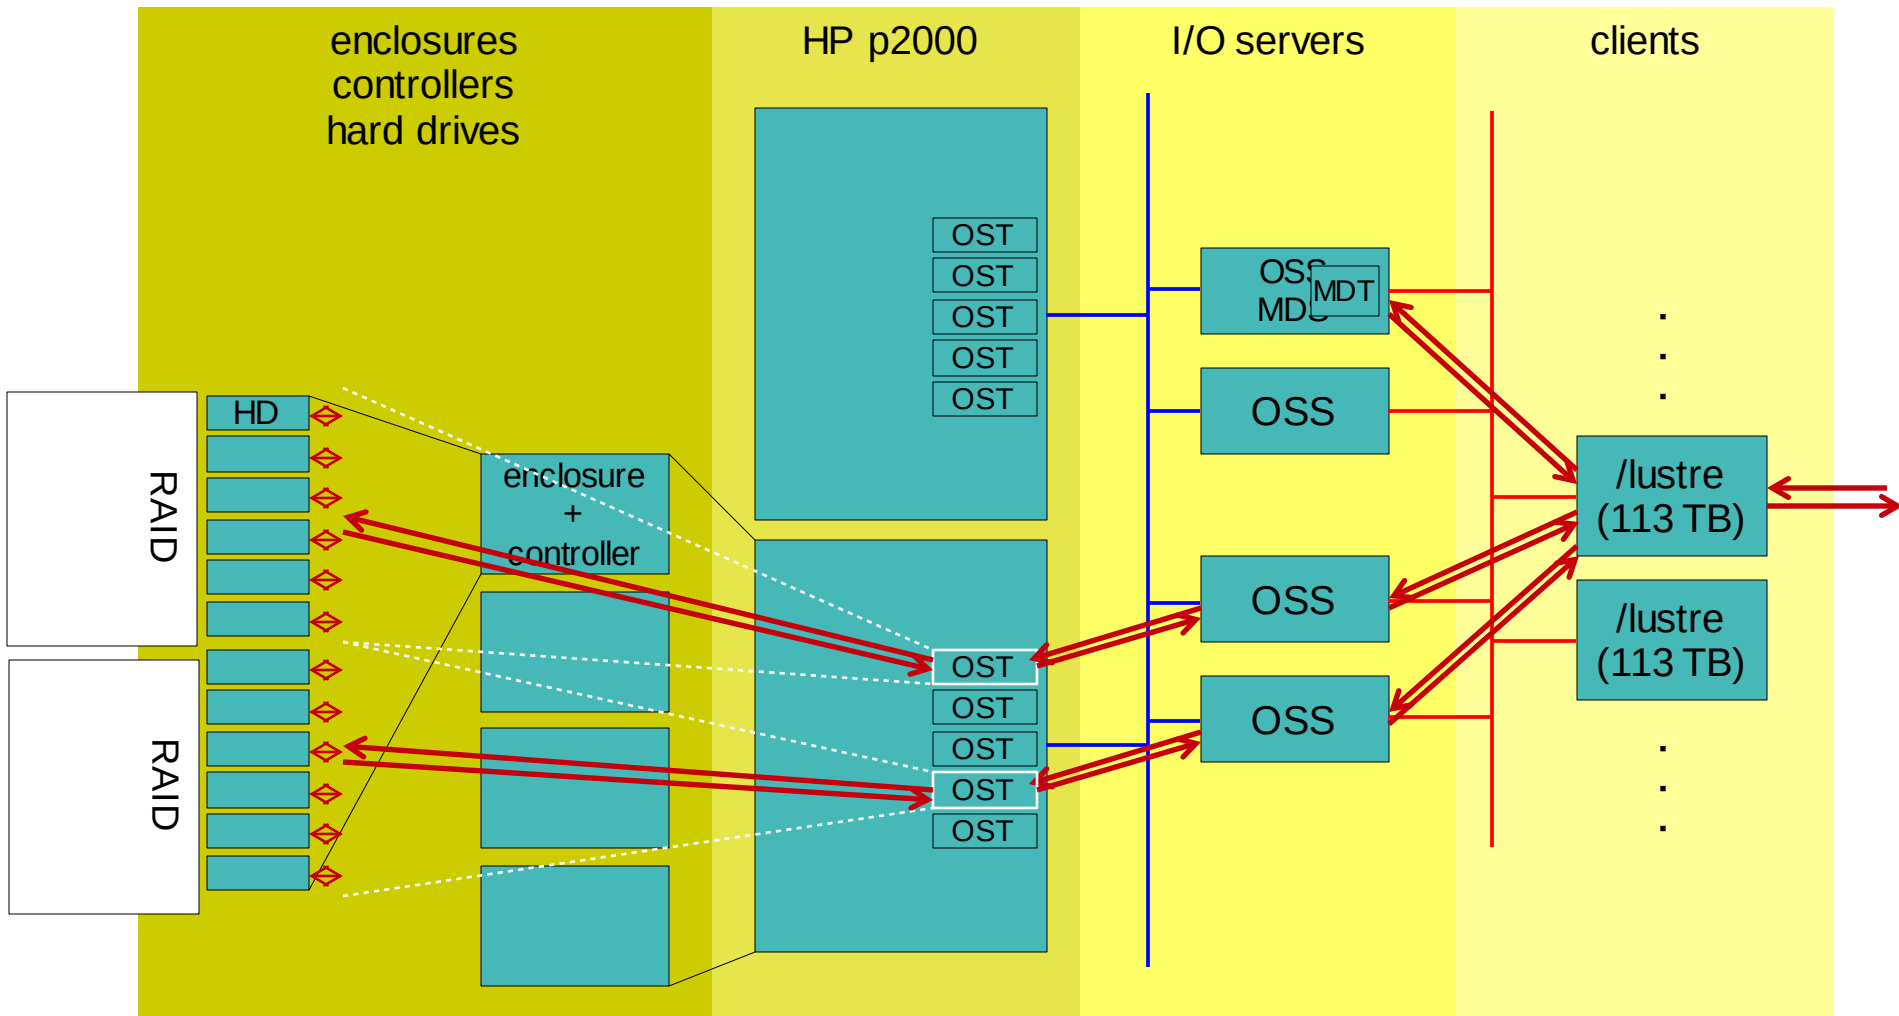 enclosures
controllers
hard drives
HP p2000
I/O servers
clients
OST
OST
OST
OST
OST
OSS
MDS
MDT
OSS
.
.
.
HD
RAID
enclosure
+
controller
/lustre
(113 TB)
OSS
/lustre
(113 TB)
OST
OST
OST
OST
OST
OSS
RAID
.
.
.